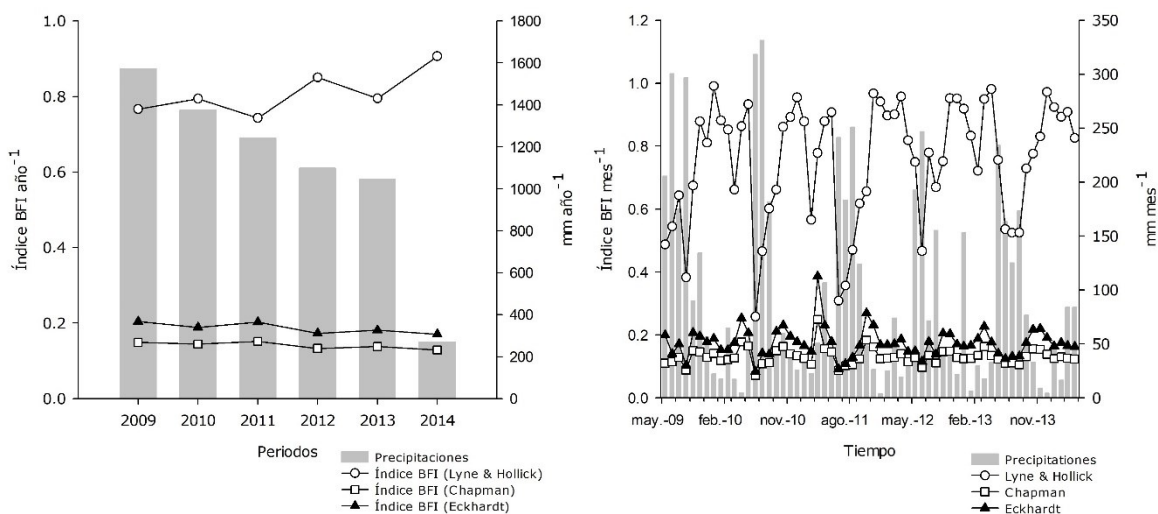 1.0
0.8
0.6
0.4
0.2
0.0
Índice BFI año⁻¹
1800
1600
1400
1200
1000
800
600
400
200
0
mm año⁻¹
2009 2010 2011 2012 2013 2014
Periodos
Precipitaciones
Índice BFI (Lyne & Hollick)
Índice BFI (Chapman)
Índice BFI (Eckhardt)
1.2
1.0
0.8
0.6
0.4
0.2
0.0
Índice BFI mes⁻¹
350
300
250
200
150
100
50
0
mm mes⁻¹
may.-09 feb.-10 nov.-10 ago.-11 may.-12 feb.-13 nov.-13
Tiempo
Precipitationes
Lyne & Hollick
Chapman
Eckhardt